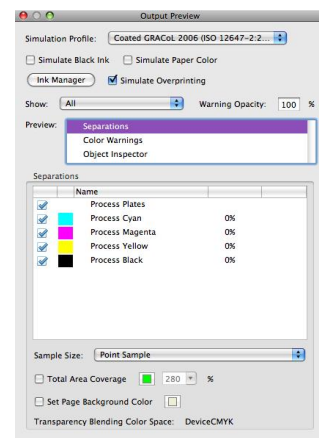 Output Preview
Simulation Profile: Coated GRACoL 2006 (ISO 12647-2:2...
Simulate Black Ink Simulate Paper Color
Ink Manager Simulate Overprinting
Show: All Warning Opacity: 100 %
Preview: Separations
Color Warnings
Object Inspector
Separations
Name
Process Plates
Process Cyan 0%
Process Magenta 0%
Process Yellow 0%
Process Black 0%
Sample Size: Point Sample
Total Area Coverage 280 %
Set Page Background Color
Transparency Blending Color Space: DeviceCMYK